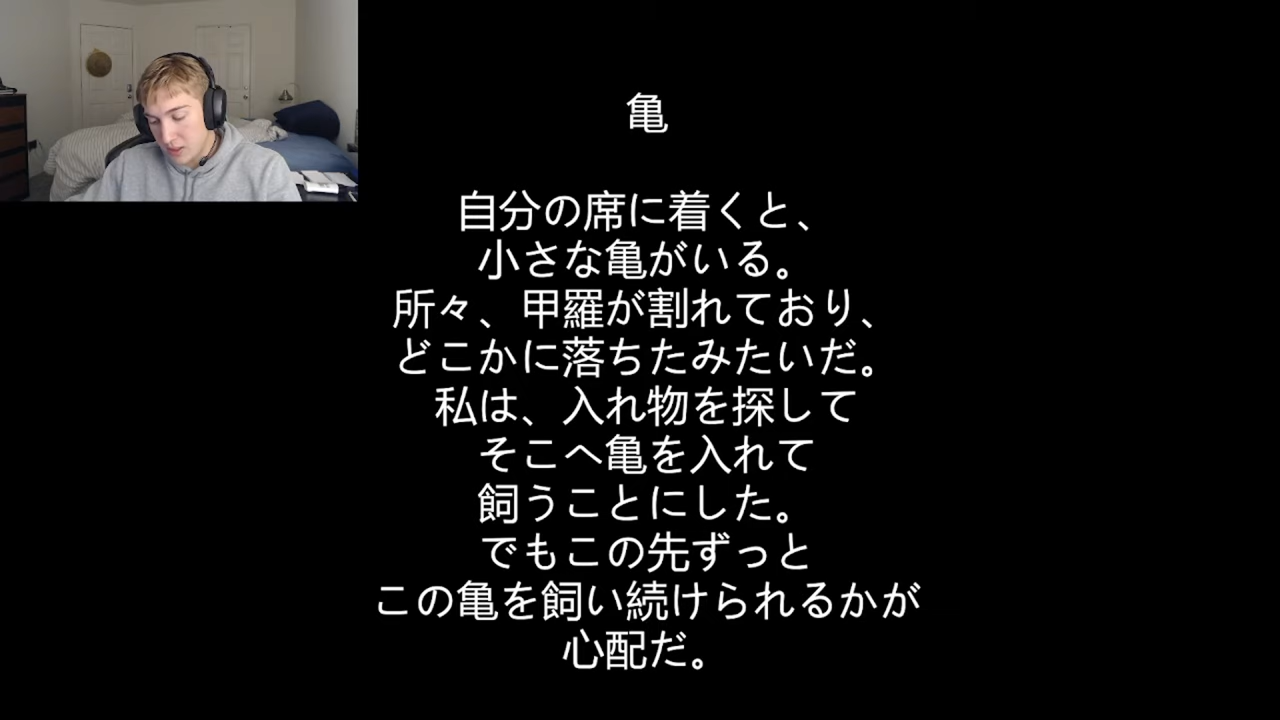 亀
自分の席に着くと、
小さな亀がいる。
所々、甲羅が割れており、
どこかに落ちたみたいだ。
私は、入れ物を探して
そこへ亀を入れて
飼うことにした。
でもこの先ずっと
この亀を飼い続けられるかが
心配だ。